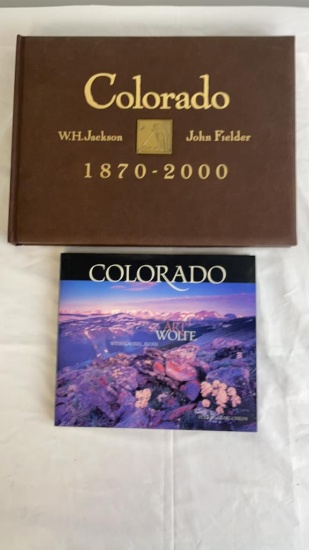 Colorado
W.H. Jackson John Fielder
1870-2000
COLORADO
ART
WOLFE